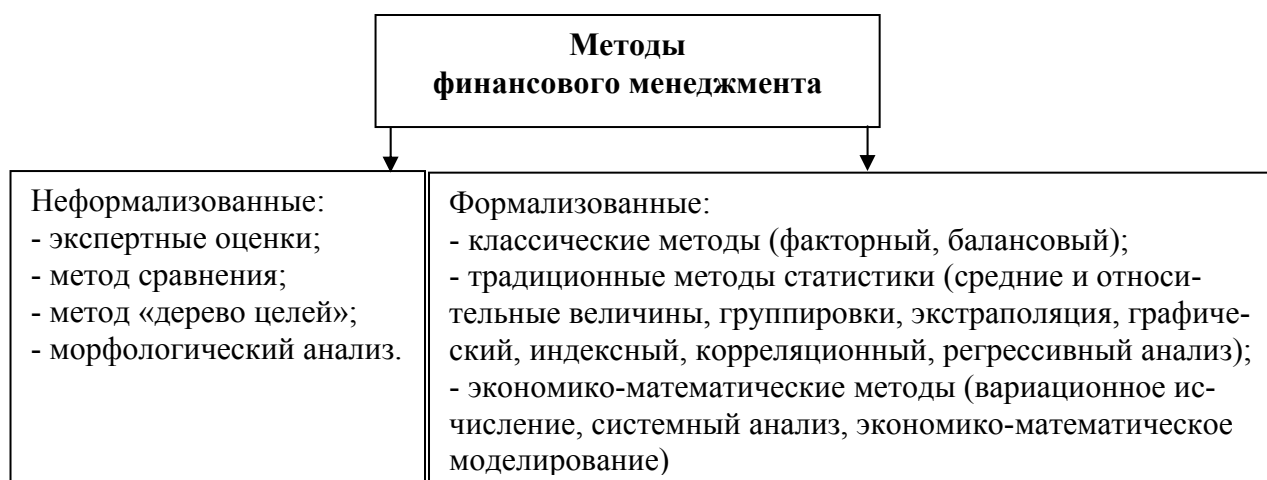 Методы
финансового менеджмента
Неформализованные:
- экспертные оценки;
- метод сравнения;
- метод «дерево целей»;
- морфологический анализ.
Формализованные:
- классические методы (факторный, балансовый);
- традиционные методы статистики (средние и относи-
тельные величины, группировки, экстраполяция, графиче-
ский, индексный, корреляционный, регрессивный анализ);
- экономико-математические методы (вариационное ис-
числение, системный анализ, экономико-математическое
моделирование)